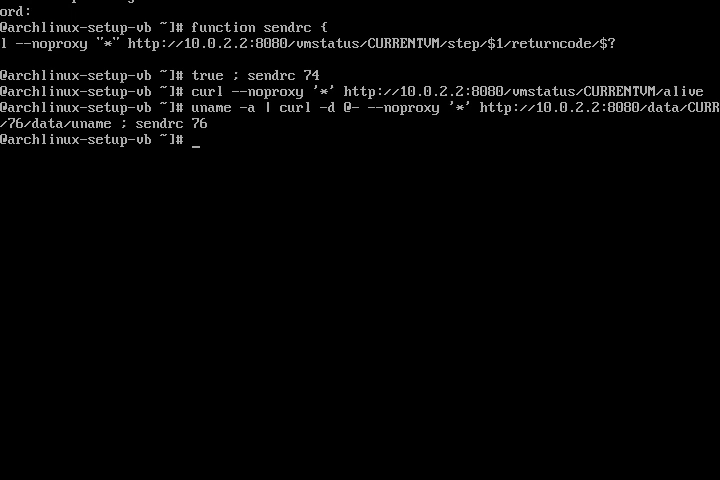 ord:
@archlinux-setup-vb ~]# function sendrc {
l --noproxy "*" http://10.0.2.2:8080/vmstatus/CURRENTVM/step/$1/returncode/$?
@archlinux-setup-vb ~]# true ; sendrc 74
@archlinux-setup-vb ~]# curl --noproxy '*' http://10.0.2.2:8080/vmstatus/CURRENTVM/alive
@archlinux-setup-vb ~]# uname -a | curl -d @- --noproxy '*' http://10.0.2.2:8080/data/CURR
/76/data/uname ; sendrc 76
@archlinux-setup-vb ~]# _